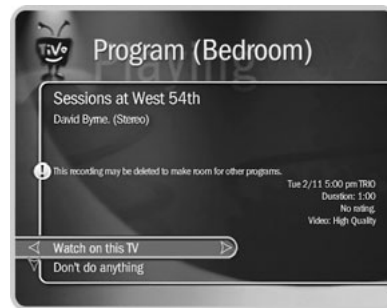 TiVo
Program (Bedroom)
Playing
Sessions at West 54th
David Byrne. (Stereo)
! This recording may be deleted to make room for other programs.
Tue 2/11 5:00 pm TRIO
Duration: 1:00
No rating.
Video: High Quality
Watch on this TV
Don't do anything